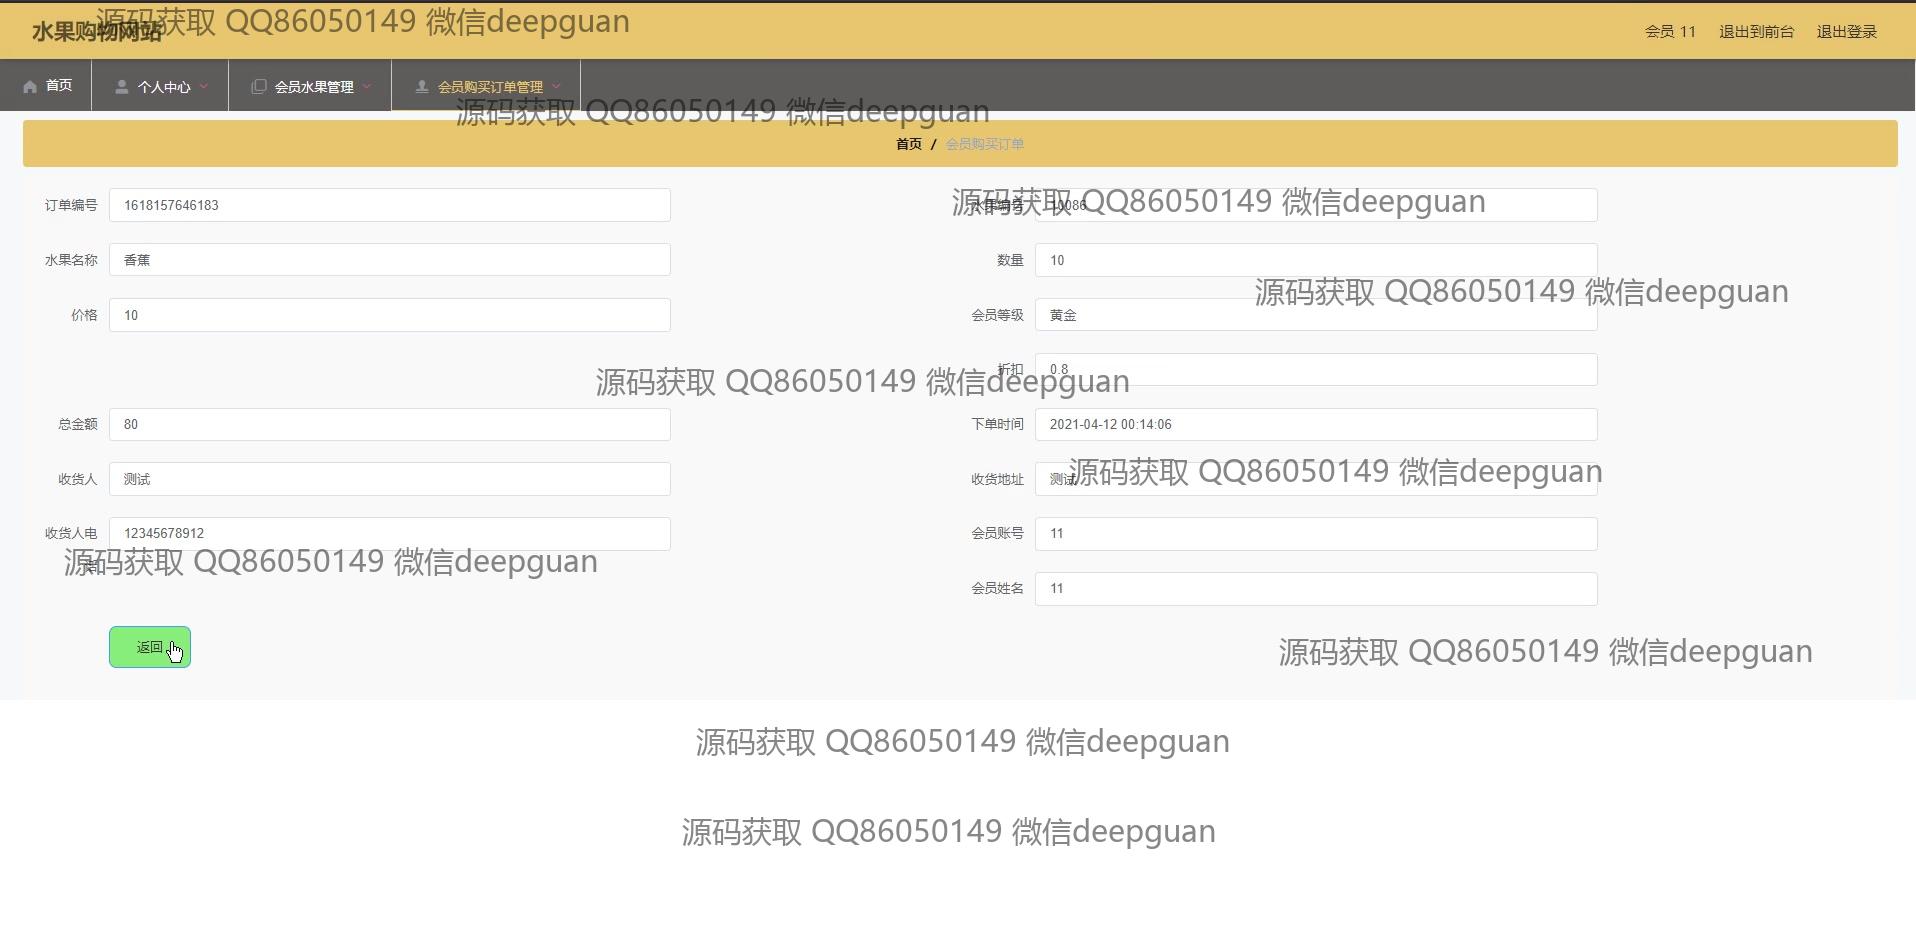 水果购物网站
源码获取 QQ86050149 微信deepguan
会员 11
退出到前台
退出登录
首页
个人中心
会员水果管理
会员购买订单管理
源码获取 QQ86050149 微信deepguan
首页 / 会员购买订单
订单编号 1618157646183
水果编号 10086
源码获取 QQ86050149 微信deepguan
水果名称 香蕉
数量 10
源码获取 QQ86050149 微信deepguan
价格 10
会员等级 黄金
折扣 0.8
源码获取 QQ86050149 微信deepguan
总金额 80
下单时间 2021-04-12 00:14:06
收货人 测试
收货地址 测试
源码获取 QQ86050149 微信deepguan
收货人电
话
12345678912
会员账号 11
源码获取 QQ86050149 微信deepguan
会员姓名 11
返回
源码获取 QQ86050149 微信deepguan
源码获取 QQ86050149 微信deepguan
源码获取 QQ86050149 微信deepguan